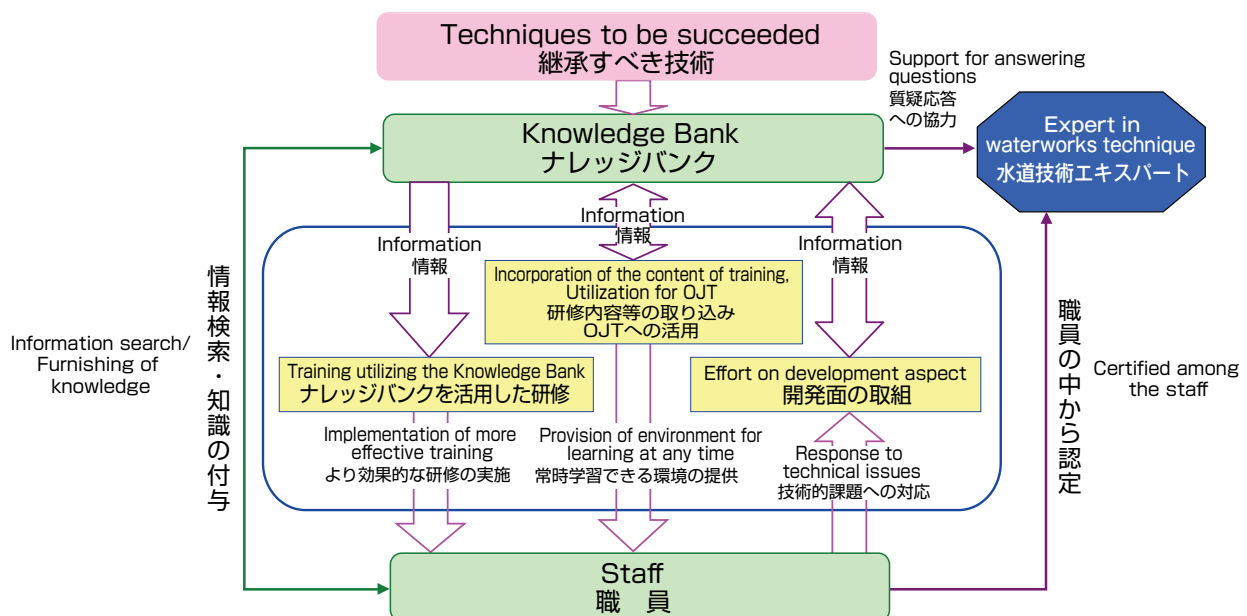 Techniques to be succeeded
継承すべき技術
Support for answering
questions
質疑応答
への協力
Knowledge Bank
ナレッジバンク
Expert in
waterworks technique
水道技術エキスパート
Information
情報
Information
情報
Information
情報
Incorporation of the content of training,
Utilization for OJT
研修内容等の取り込み
OJTへの活用
Training utilizing the Knowledge Bank
ナレッジバンクを活用した研修
Effort on development aspect
開発面の取組
Implementation of more
effective training
より効果的な研修の実施
Provision of environment for
learning at any time
常時学習できる環境の提供
Response to
technical issues
技術的課題への対応
Information search/
Furnishing of
knowledge
情報検索・知識の付与
職員の中から認定
Certified among
the staff
Staff
職 員